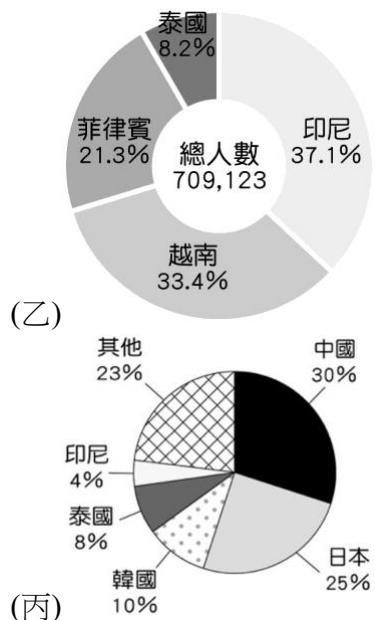 泰國
8.2%
菲律賓
21.3%
印尼
37.1%
總人數
709,123
越南
33.4%
(乙)
其他
23%
中國
30%
印尼
4%
泰國
8%
韓國
10%
日本
25%
(丙)